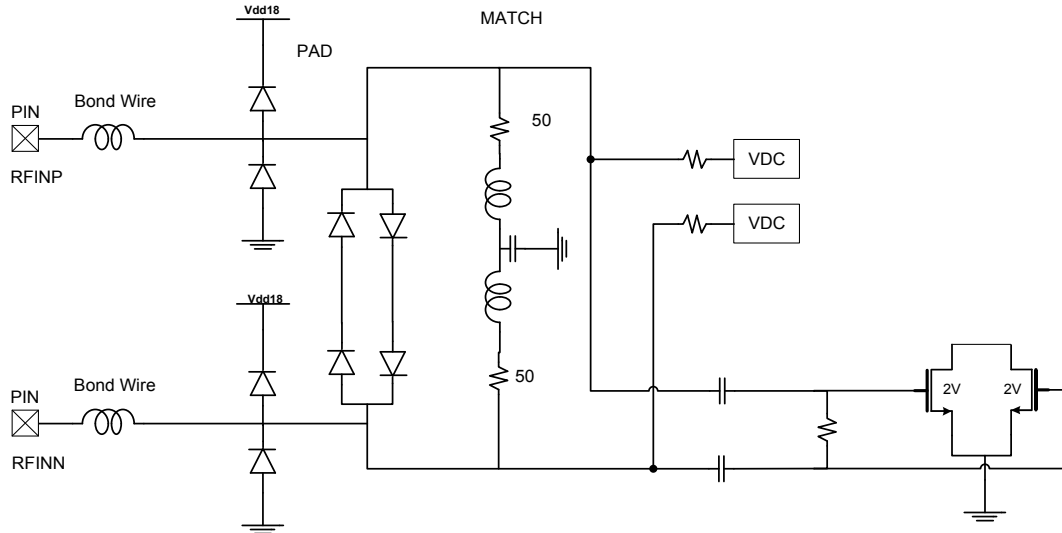 Vdd18
MATCH
PAD
Bond Wire
PIN
50
RFINP
VDC
VDC
Vdd18
Bond Wire
PIN
50
2V
2V
RFINN